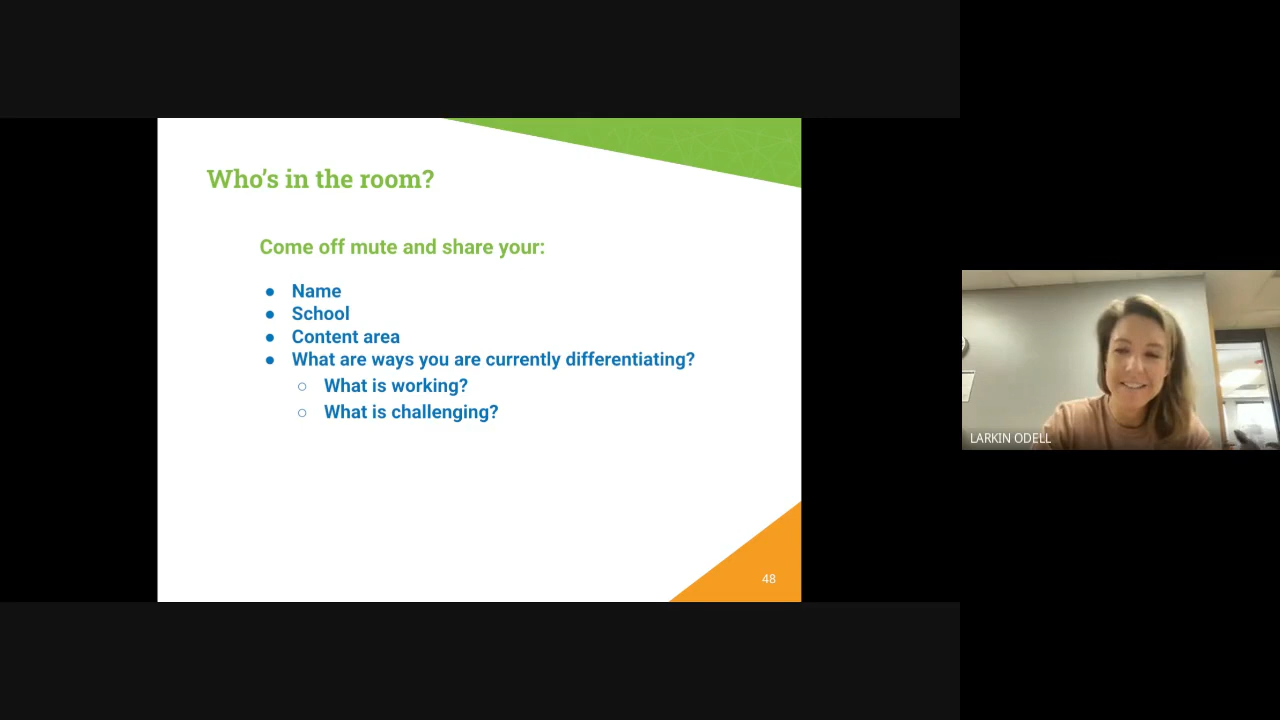 Who's in the room?
Come off mute and share your:
● Name
● School
● Content area
● What are ways you are currently differentiating?
○ What is working?
○ What is challenging?
48
LARKIN ODELL